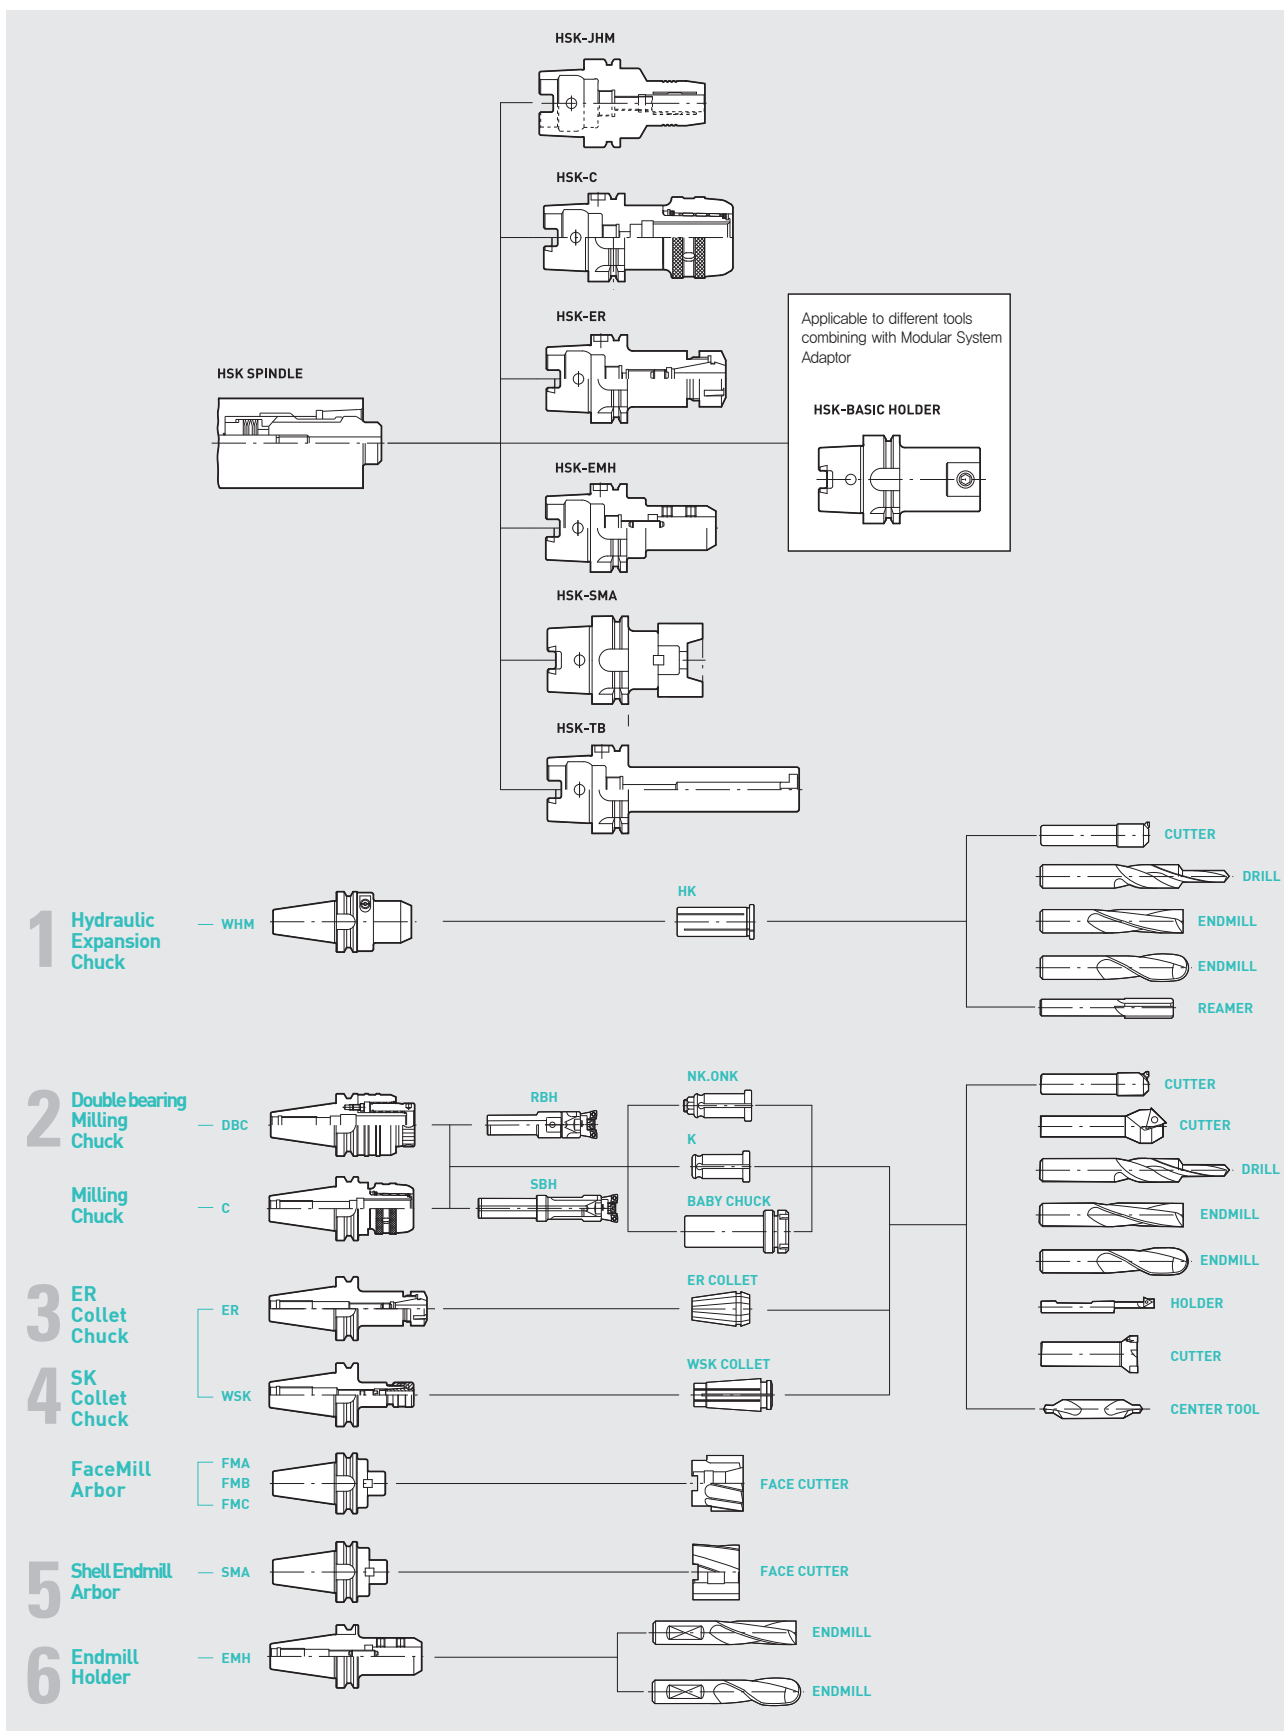 HSK-JHM
HSK-C
HSK-ER
Applicable to different tools
combining with Modular System
Adaptor
HSK SPINDLE
HSK-BASIC HOLDER
HSK-EMH
HSK-SMA
HSK-TB
1
Hydraulic
Expansion
Chuck
WHM
HK
CUTTER
DRILL
ENDMILL
ENDMILL
REAMER
2
Double bearing
Milling
Chuck
DBC
RBH
NK.ONK
Milling
Chuck
C
SBH
K
BABY CHUCK
3
ER
Collet
Chuck
ER
ER COLLET
4
SK
Collet
Chuck
WSK
WSK COLLET
CUTTER
CUTTER
DRILL
ENDMILL
ENDMILL
HOLDER
CUTTER
CENTER TOOL
FaceMill
Arbor
FMA
FMB
FMC
FACE CUTTER
5
Shell Endmill
Arbor
SMA
FACE CUTTER
6
Endmill
Holder
EMH
ENDMILL
ENDMILL